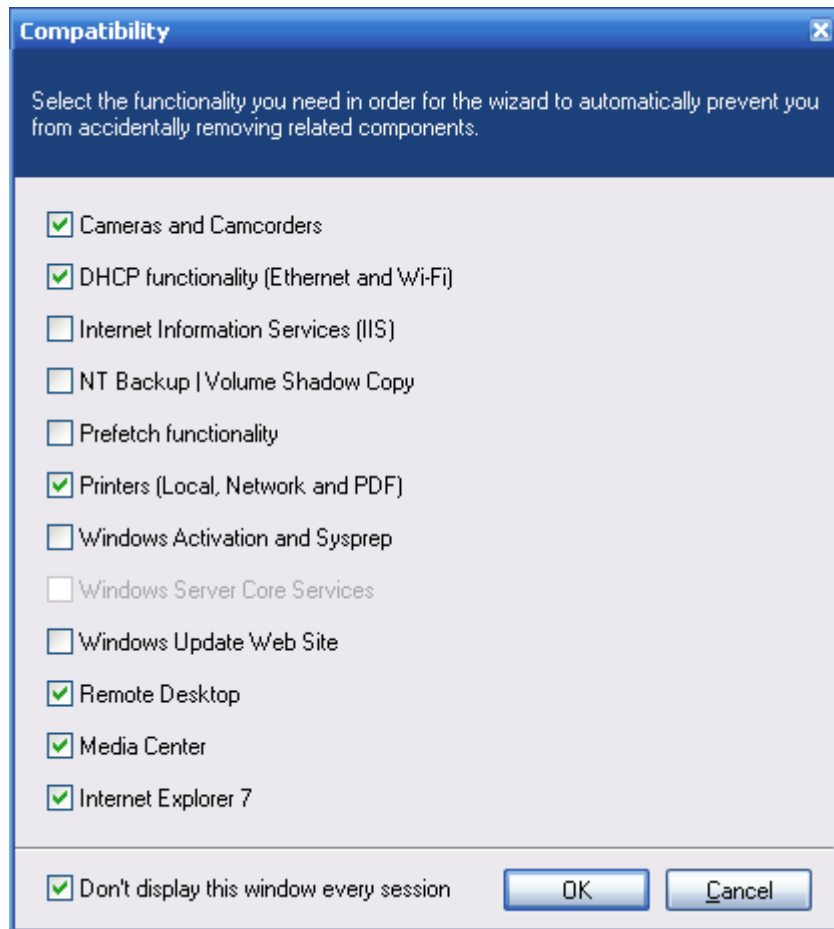 Compatibility
Select the functionality you need in order for the wizard to automatically prevent you
from accidentally removing related components.
Cameras and Camcorders
DHCP functionality (Ethernet and Wi-Fi)
Internet Information Services (IIS)
NT Backup | Volume Shadow Copy
Prefetch functionality
Printers (Local, Network and PDF)
Windows Activation and Sysprep
Windows Server Core Services
Windows Update Web Site
Remote Desktop
Media Center
Internet Explorer 7
Don't display this window every session
OK
Cancel